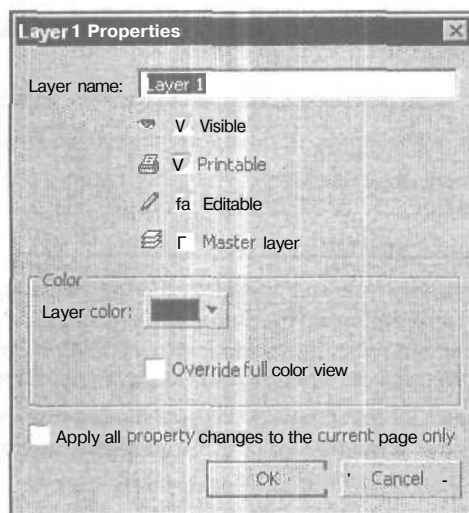 Layer 1 Properties
Layer name: Layer 1
V Visible
V Printable
fa Editable
Γ Master layer
Color
Layer color:
Override full color view
Apply all property changes to the current page only
OK
Cancel